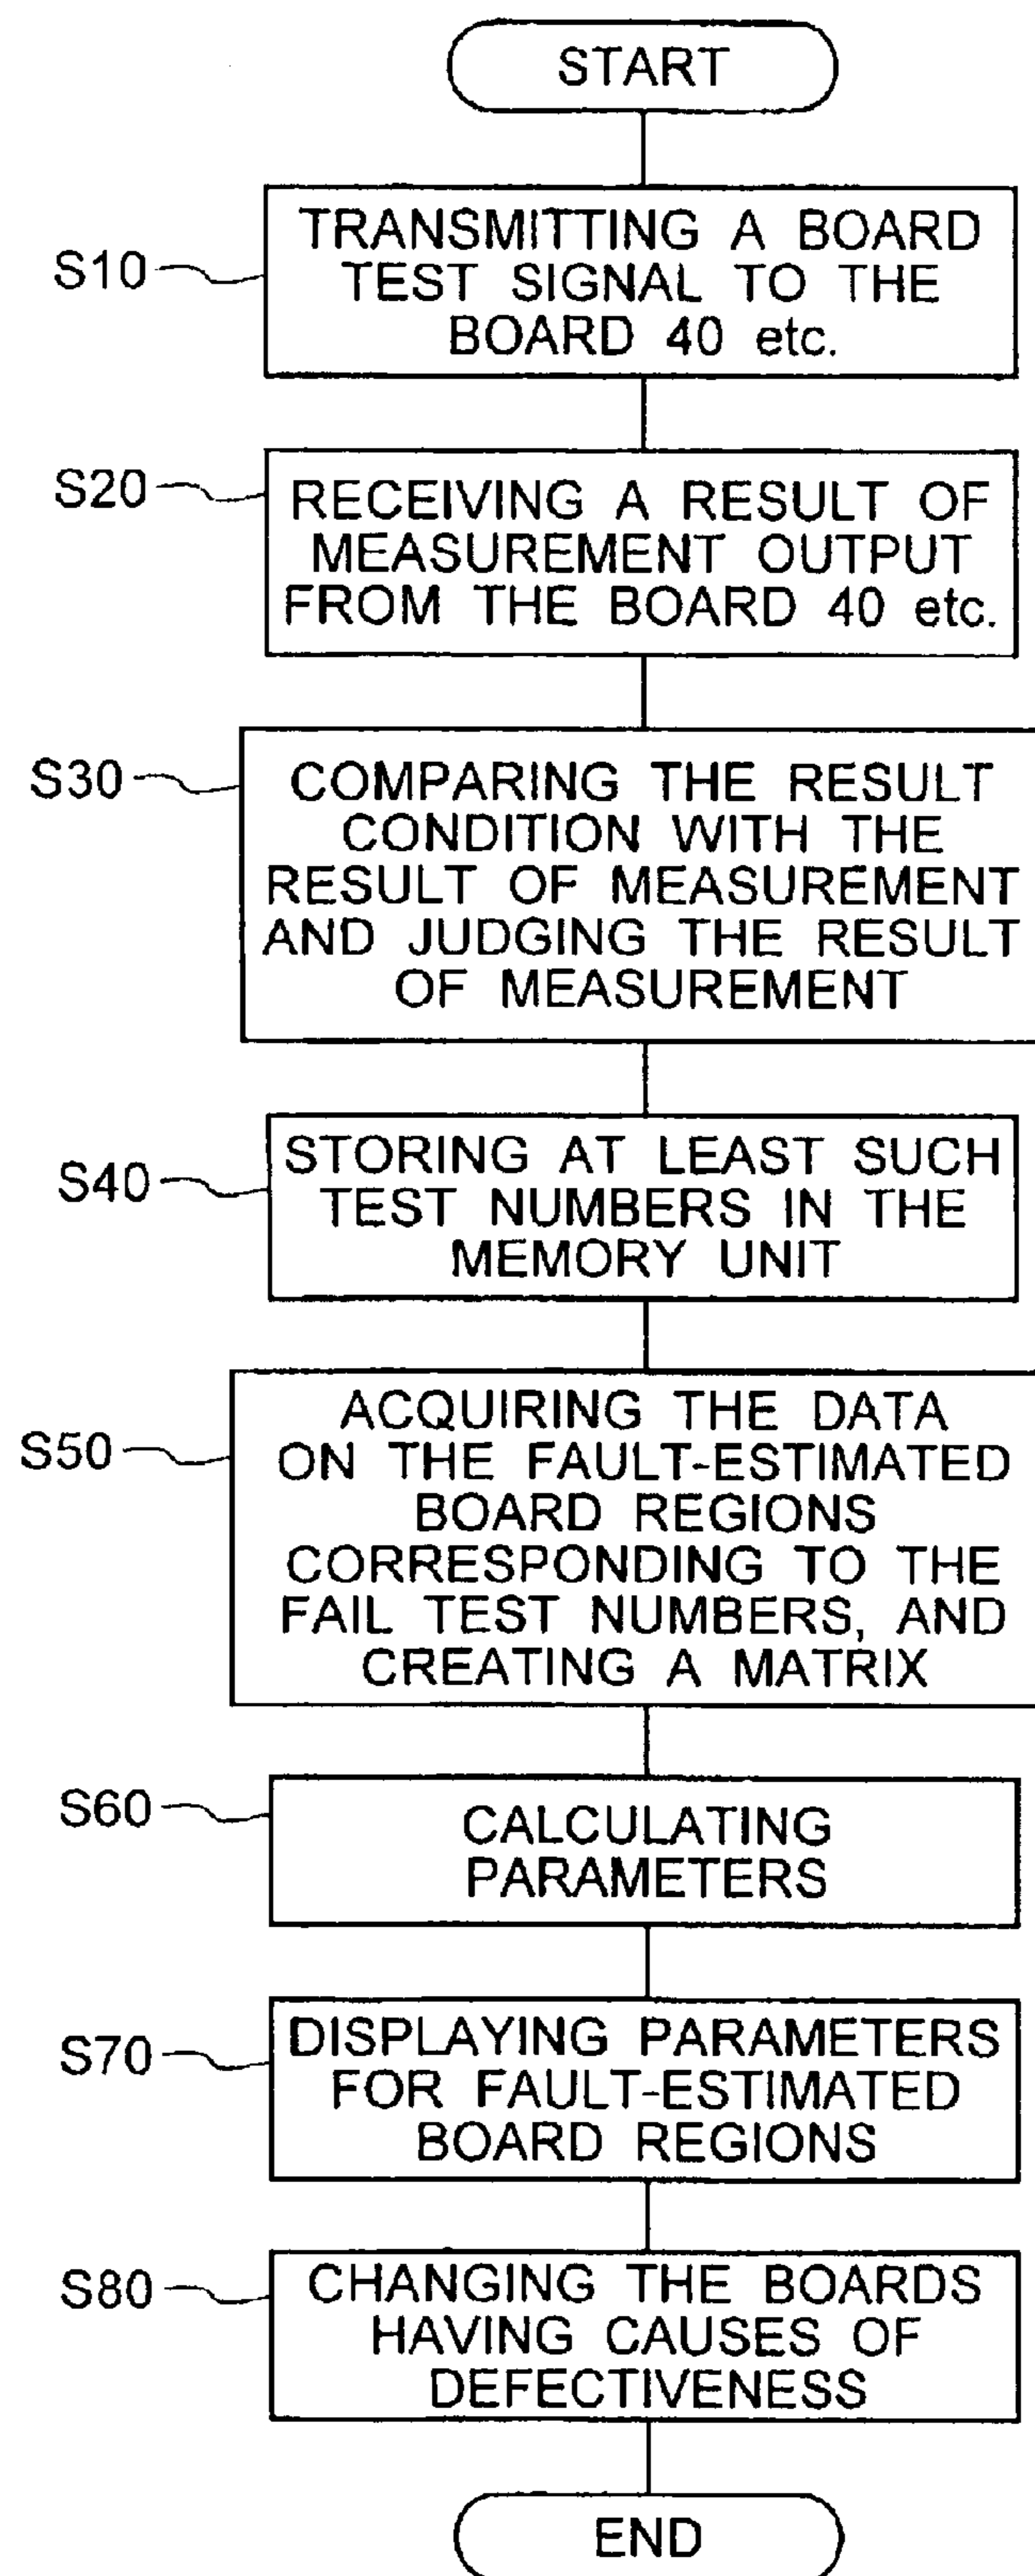 START
S10
TRANSMITTING A BOARD
TEST SIGNAL TO THE
BOARD 40 etc.
S20
RECEIVING A RESULT OF
MEASUREMENT OUTPUT
FROM THE BOARD 40 etc.
S30
COMPARING THE RESULT
CONDITION WITH THE
RESULT OF MEASUREMENT
AND JUDGING THE RESULT
OF MEASUREMENT
S40
STORING AT LEAST SUCH
TEST NUMBERS IN THE
MEMORY UNIT
S50
ACQUIRING THE DATA
ON THE FAULT-ESTIMATED
BOARD REGIONS
CORRESPONDING TO THE
FAIL TEST NUMBERS, AND
CREATING A MATRIX
S60
CALCULATING
PARAMETERS
S70
DISPLAYING PARAMETERS
FOR FAULT-ESTIMATED
BOARD REGIONS
S80
CHANGING THE BOARDS
HAVING CAUSES OF
DEFECTIVENESS
END